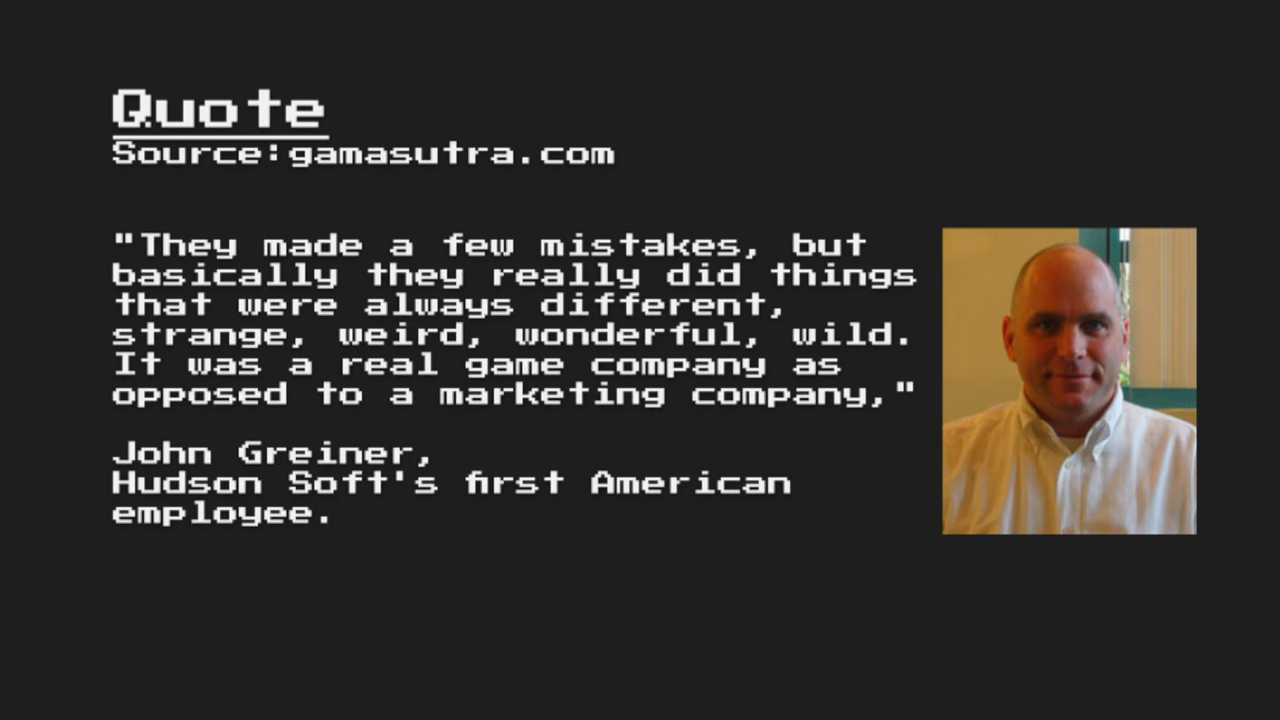 Quote
Source:gamasutra.com
"They made a few mistakes, but
basically they really did things
that were always different,
strange, weird, wonderful, wild.
It was a real game company as
opposed to a marketing company,"
John Greiner,
Hudson Soft's first American
employee.